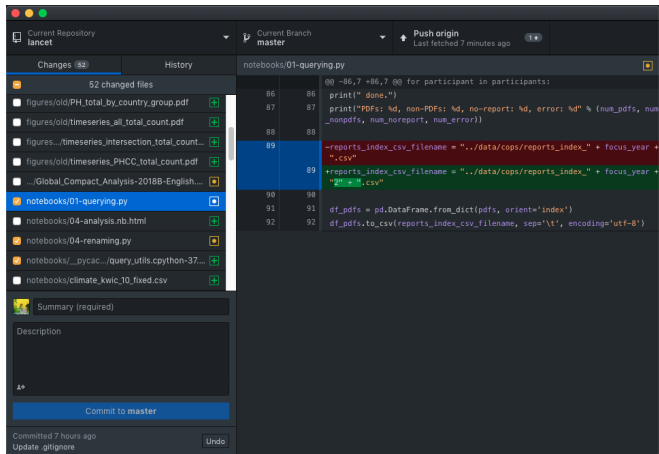 Current Repository
lancet
Current Branch
master
Push origin
Last fetched 7 minutes ago
1
Changes 52
History
notebooks/01-querying.py
52 changed files
figures/old/PH_total_by_country_group.pdf
figures/old/timeseries_all_total_count.pdf
figures.../timeseries_intersection_total_count...
figures/old/timeseries_PHCC_total_count.pdf
.../Global_Compact_Analysis-2018B-English....
notebooks/01-querying.py
notebooks/04-analysis.nb.html
notebooks/04-renaming.py
notebooks/__pycac.../query_utils.cpython-37....
notebooks/climate_kwic_10_fixed.csv
Summary (required)
Description
Commit to master
Committed 7 hours ago
Update .gitignore
Undo
@@ -86,7 +86,7 @@ for participant in participants:
86 86 print(" done.")
87 87 print("PDFs: %d, non-PDFs: %d, no-report: %d, error: %d" % (num_pdfs, num
_nonpdfs, num_noreport, num_error))
88 88
89 -reports_index_csv_filename = "../data/cops/reports_index_" + focus_year +
".csv"
89 +reports_index_csv_filename = "../data/cops/reports_index_" + focus_year +
"2" + ".csv"
90 90
91 91 df_pdfs = pd.DataFrame.from_dict(pdfs, orient='index')
92 92 df_pdfs.to_csv(reports_index_csv_filename, sep='\t', encoding='utf-8')